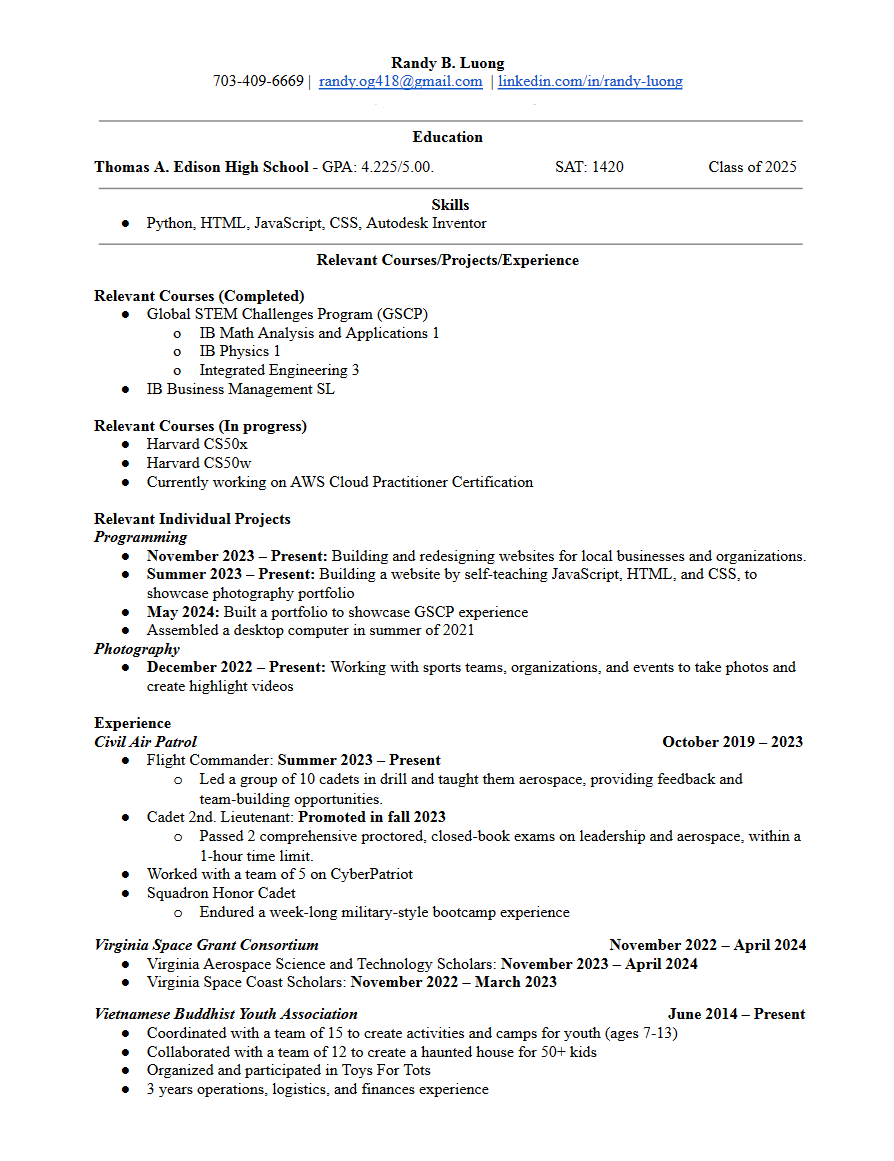 Randy B. Luong
703-409-6669 | randy.og418@gmail.com | linkedin.com/in/randy-luong
Education
Thomas A. Edison High School - GPA: 4.225/5.00. SAT: 1420 Class of 2025
Skills
● Python, HTML, JavaScript, CSS, Autodesk Inventor
Relevant Courses/Projects/Experience
Relevant Courses (Completed)
● Global STEM Challenges Program (GSCP)
o IB Math Analysis and Applications 1
o IB Physics 1
o Integrated Engineering 3
● IB Business Management SL
Relevant Courses (In progress)
● Harvard CS50x
● Harvard CS50w
● Currently working on AWS Cloud Practitioner Certification
Relevant Individual Projects
Programming
● November 2023 – Present: Building and redesigning websites for local businesses and organizations.
● Summer 2023 – Present: Building a website by self-teaching JavaScript, HTML, and CSS, to
showcase photography portfolio
● May 2024: Built a portfolio to showcase GSCP experience
● Assembled a desktop computer in summer of 2021
Photography
● December 2022 – Present: Working with sports teams, organizations, and events to take photos and
create highlight videos
Experience
Civil Air Patrol October 2019 – 2023
● Flight Commander: Summer 2023 – Present
o Led a group of 10 cadets in drill and taught them aerospace, providing feedback and
team-building opportunities.
● Cadet 2nd. Lieutenant: Promoted in fall 2023
o Passed 2 comprehensive proctored, closed-book exams on leadership and aerospace, within a
1-hour time limit.
● Worked with a team of 5 on CyberPatriot
● Squadron Honor Cadet
o Endured a week-long military-style bootcamp experience
Virginia Space Grant Consortium November 2022 – April 2024
● Virginia Aerospace Science and Technology Scholars: November 2023 – April 2024
● Virginia Space Coast Scholars: November 2022 – March 2023
Vietnamese Buddhist Youth Association June 2014 – Present
● Coordinated with a team of 15 to create activities and camps for youth (ages 7-13)
● Collaborated with a team of 12 to create a haunted house for 50+ kids
● Organized and participated in Toys For Tots
● 3 years operations, logistics, and finances experience